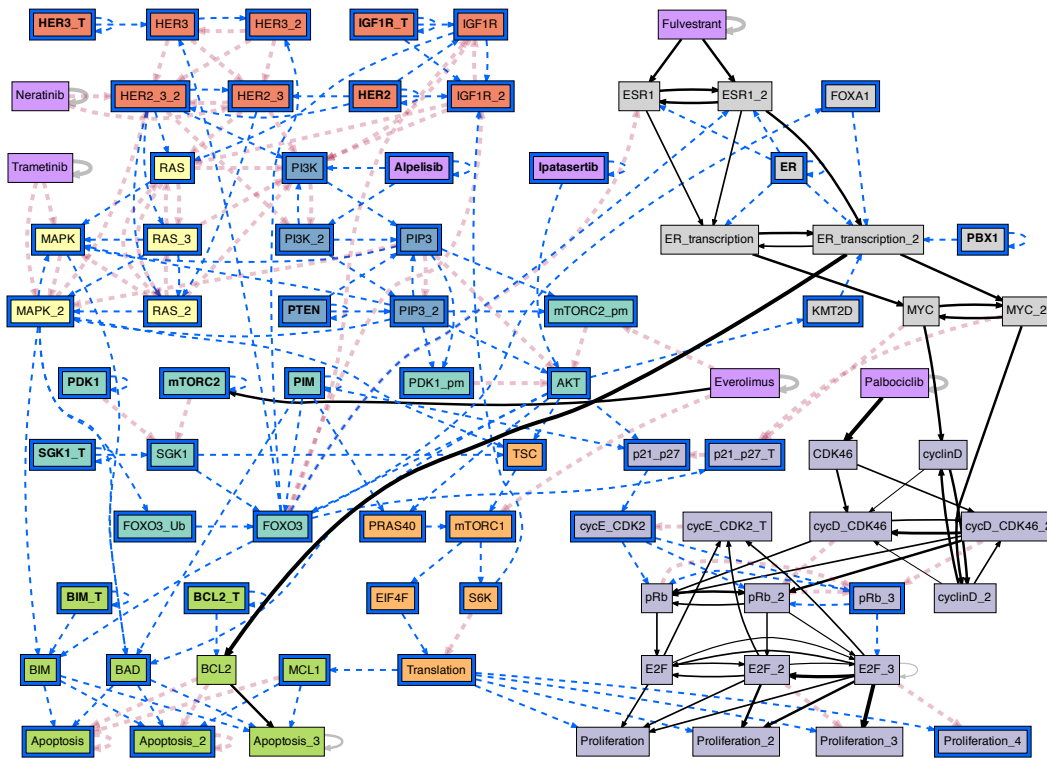 HER3_T
HER3
HER3_2
IGF1R_T
IGF1R
Fulvestrant
Neratinib
HER2_3_2
HER2_3
HER2
IGF1R_2
ESR1
ESR1_2
FOXA1
Trametinib
RAS
PI3K
Alpelisib
Ipatasertib
ER
MAPK
RAS_3
PI3K_2
PIP3
ER_transcription
ER_transcription_2
PBX1
MAPK_2
RAS_2
PTEN
PIP3_2
mTORC2_pm
KMT2D
MYC
MYC_2
PDK1
mTORC2
PIM
PDK1_pm
AKT
Everolimus
Palbociclib
SGK1_T
SGK1
TSC
p21_p27
p21_p27_T
CDK46
cyclinD
FOXO3_Ub
FOXO3
PRAS40
mTORC1
cycE_CDK2
cycE_CDK2_T
cycD_CDK46
cycD_CDK46_2
BIM_T
BCL2_T
EIF4F
S6K
pRb
pRb_2
pRb_3
cyclinD_2
BIM
BAD
BCL2
MCL1
Translation
E2F
E2F_2
E2F_3
Apoptosis
Apoptosis_2
Apoptosis_3
Proliferation
Proliferation_2
Proliferation_3
Proliferation_4